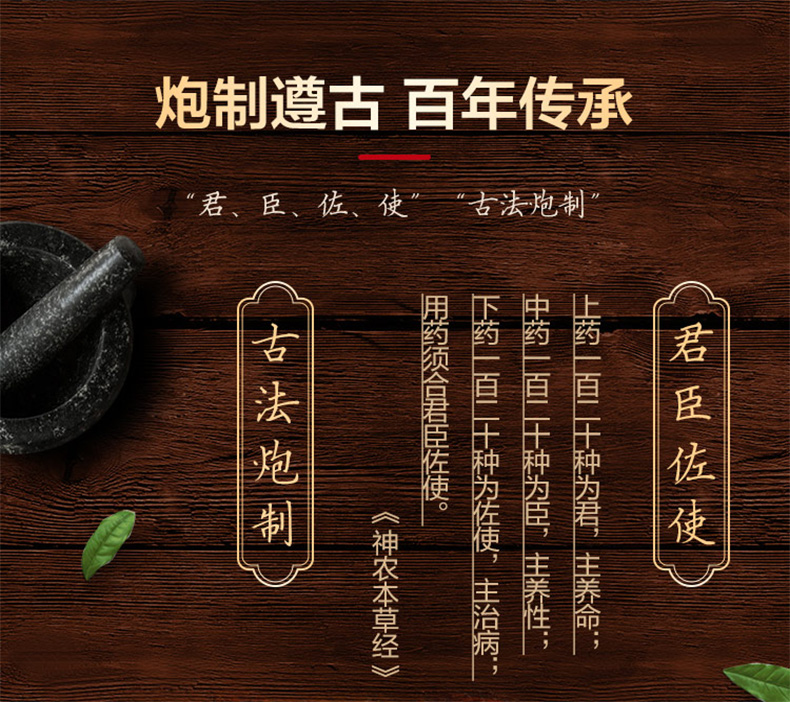 炮制遵古 百年传承
“君、臣、佐、使” “古法炮制”
君臣佐使
上药一百二十种为君，主养命；
中药一百二十种为臣，主养性；
下药一百二十种为佐使，主治病；
用药须合君臣佐使。
《神农本草经》
古法炮制